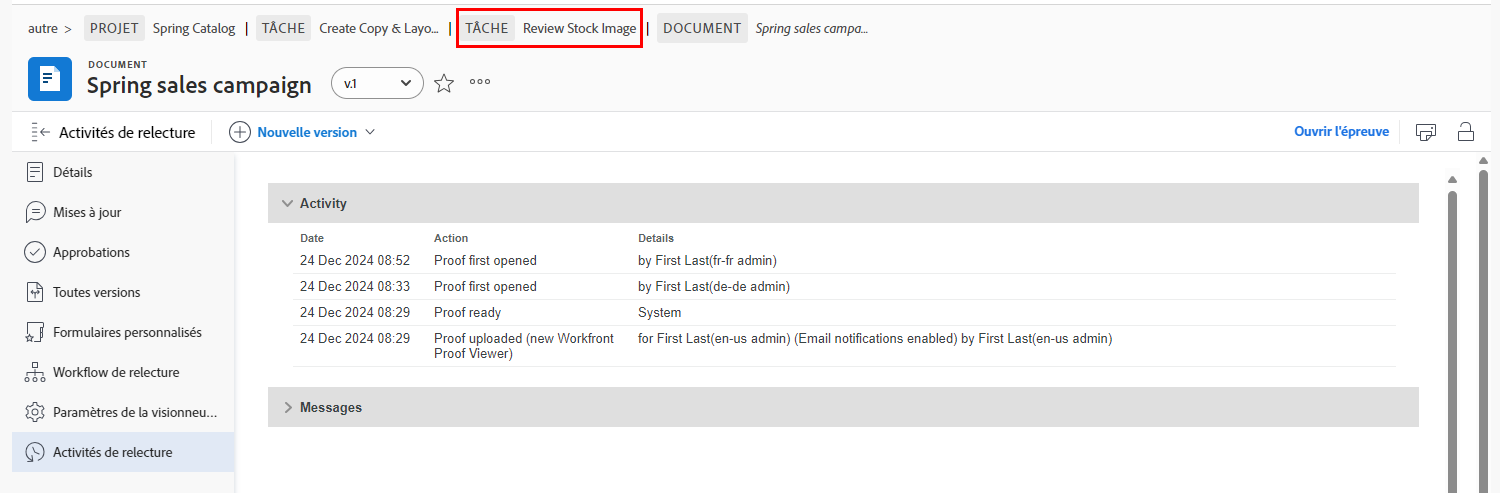 autre > PROJET Spring Catalog | TÂCHE Create Copy & Layo... | TÂCHE Review Stock Image | DOCUMENT Spring sales campa...
DOCUMENT
Spring sales campaign v.1
Activités de relecture Nouvelle version Ouvrir l'épreuve
Détails
Mises à jour
Approbations
Toutes versions
Formulaires personnalisés
Workflow de relecture
Paramètres de la visionneu...
Activités de relecture
Activity
Date Action Details
24 Dec 2024 08:52 Proof first opened by First Last(fr-fr admin)
24 Dec 2024 08:33 Proof first opened by First Last(de-de admin)
24 Dec 2024 08:29 Proof ready System
24 Dec 2024 08:29 Proof uploaded (new Workfront for First Last(en-us admin) (Email notifications enabled) by First Last(en-us admin)
Proof Viewer)
Messages